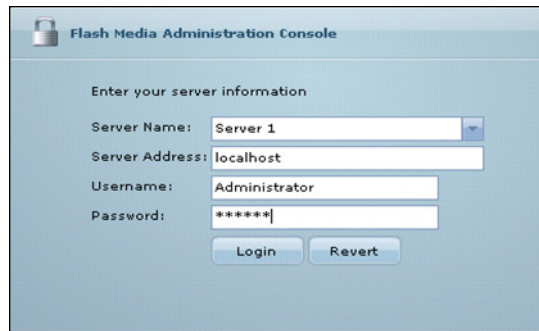 Flash Media Administration Console
Enter your server information
Server Name: Server 1
Server Address: localhost
Username: Administrator
Password: ******
Login Revert